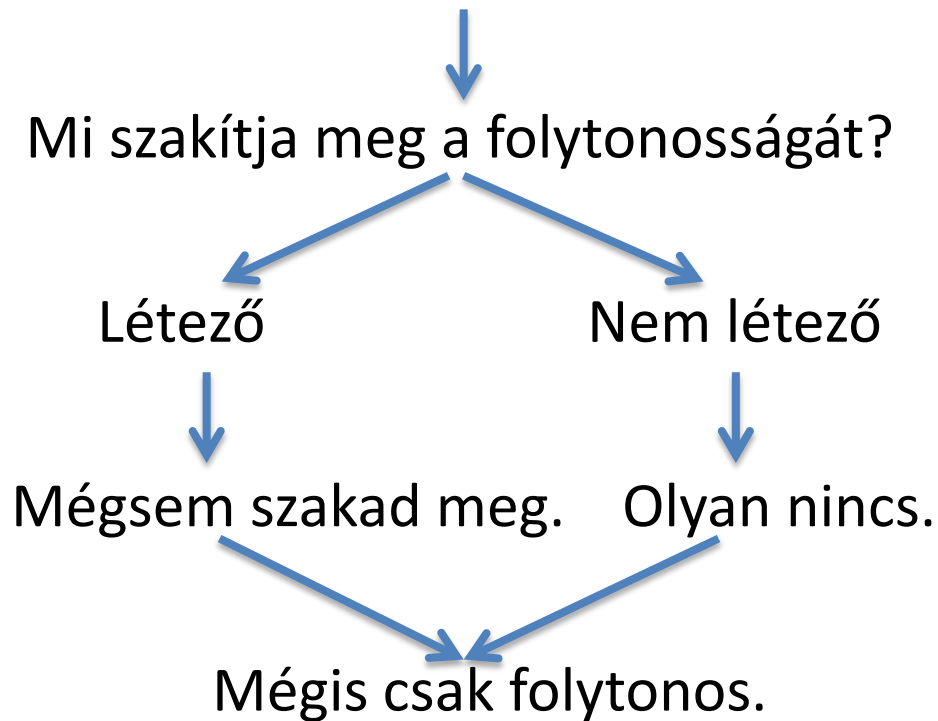 Mi szakítja meg a folytonosságát?
Létező
Nem létező
Mégsem szakad meg.
Olyan nincs.
Mégis csak folytonos.